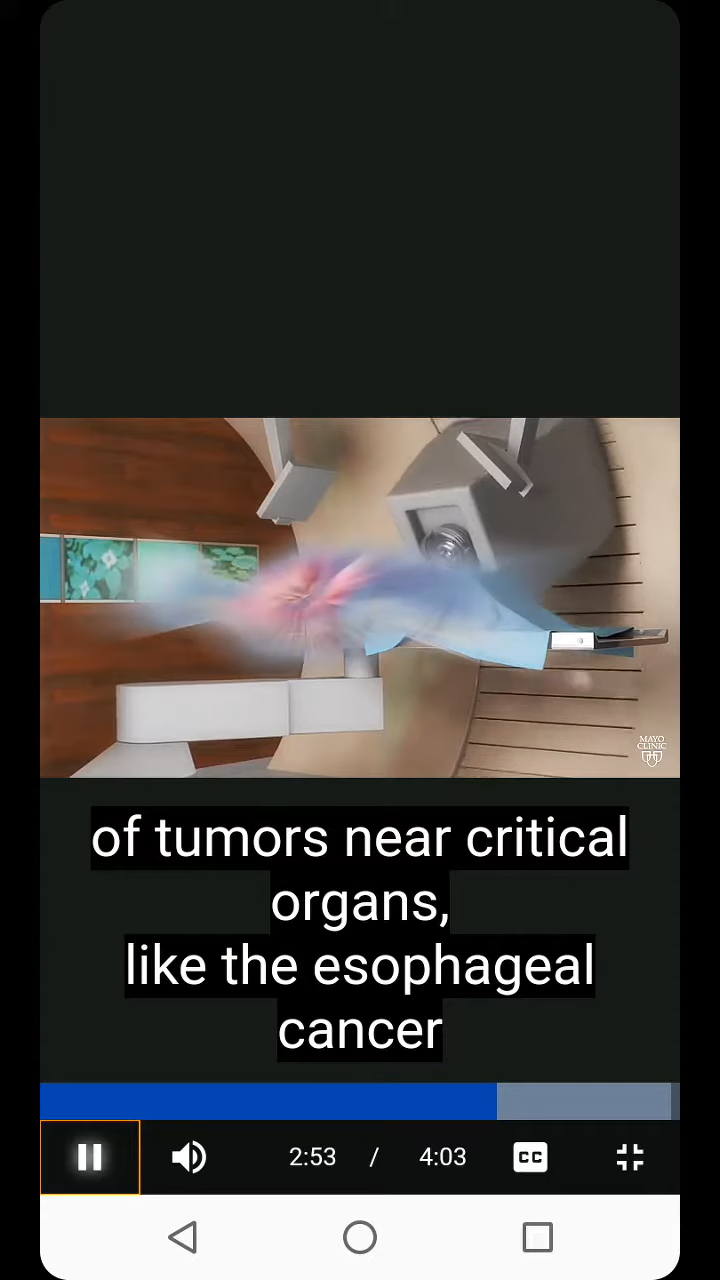 MAYO
CLINIC
of tumors near critical
organs,
like the esophageal
cancer
2:53 / 4:03
CC